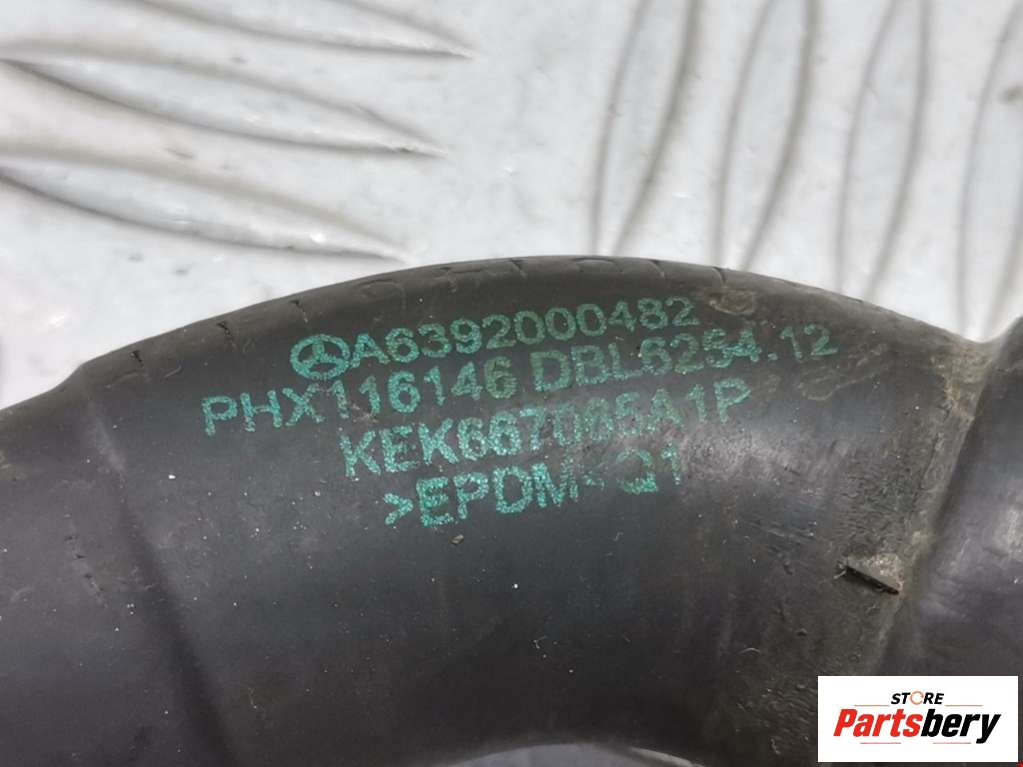 A6392000482
PHX116146 DBL6254.12
KEK667065A1P
>EPDM< Q1
STORE
Partsbery